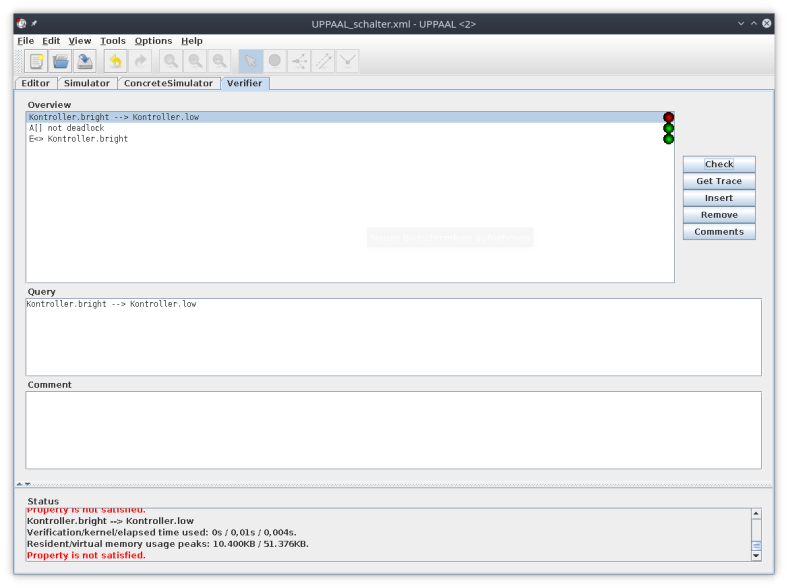 UPPAAL_schalter.xml - UPPAAL <2>
File Edit View Tools Options Help
Editor Simulator ConcreteSimulator Verifier
Overview
Kontroller.bright --> Kontroller.low
A[] not deadlock
E<> Kontroller.bright
Check
Get Trace
Insert
Remove
Comments
Query
Kontroller.bright --> Kontroller.low
Comment
Status
Property is not satisfied.
Kontroller.bright --> Kontroller.low
Verification/kernel/elapsed time used: 0s / 0,01s / 0,004s.
Resident/virtual memory usage peaks: 10.400KB / 51.376KB.
Property is not satisfied.